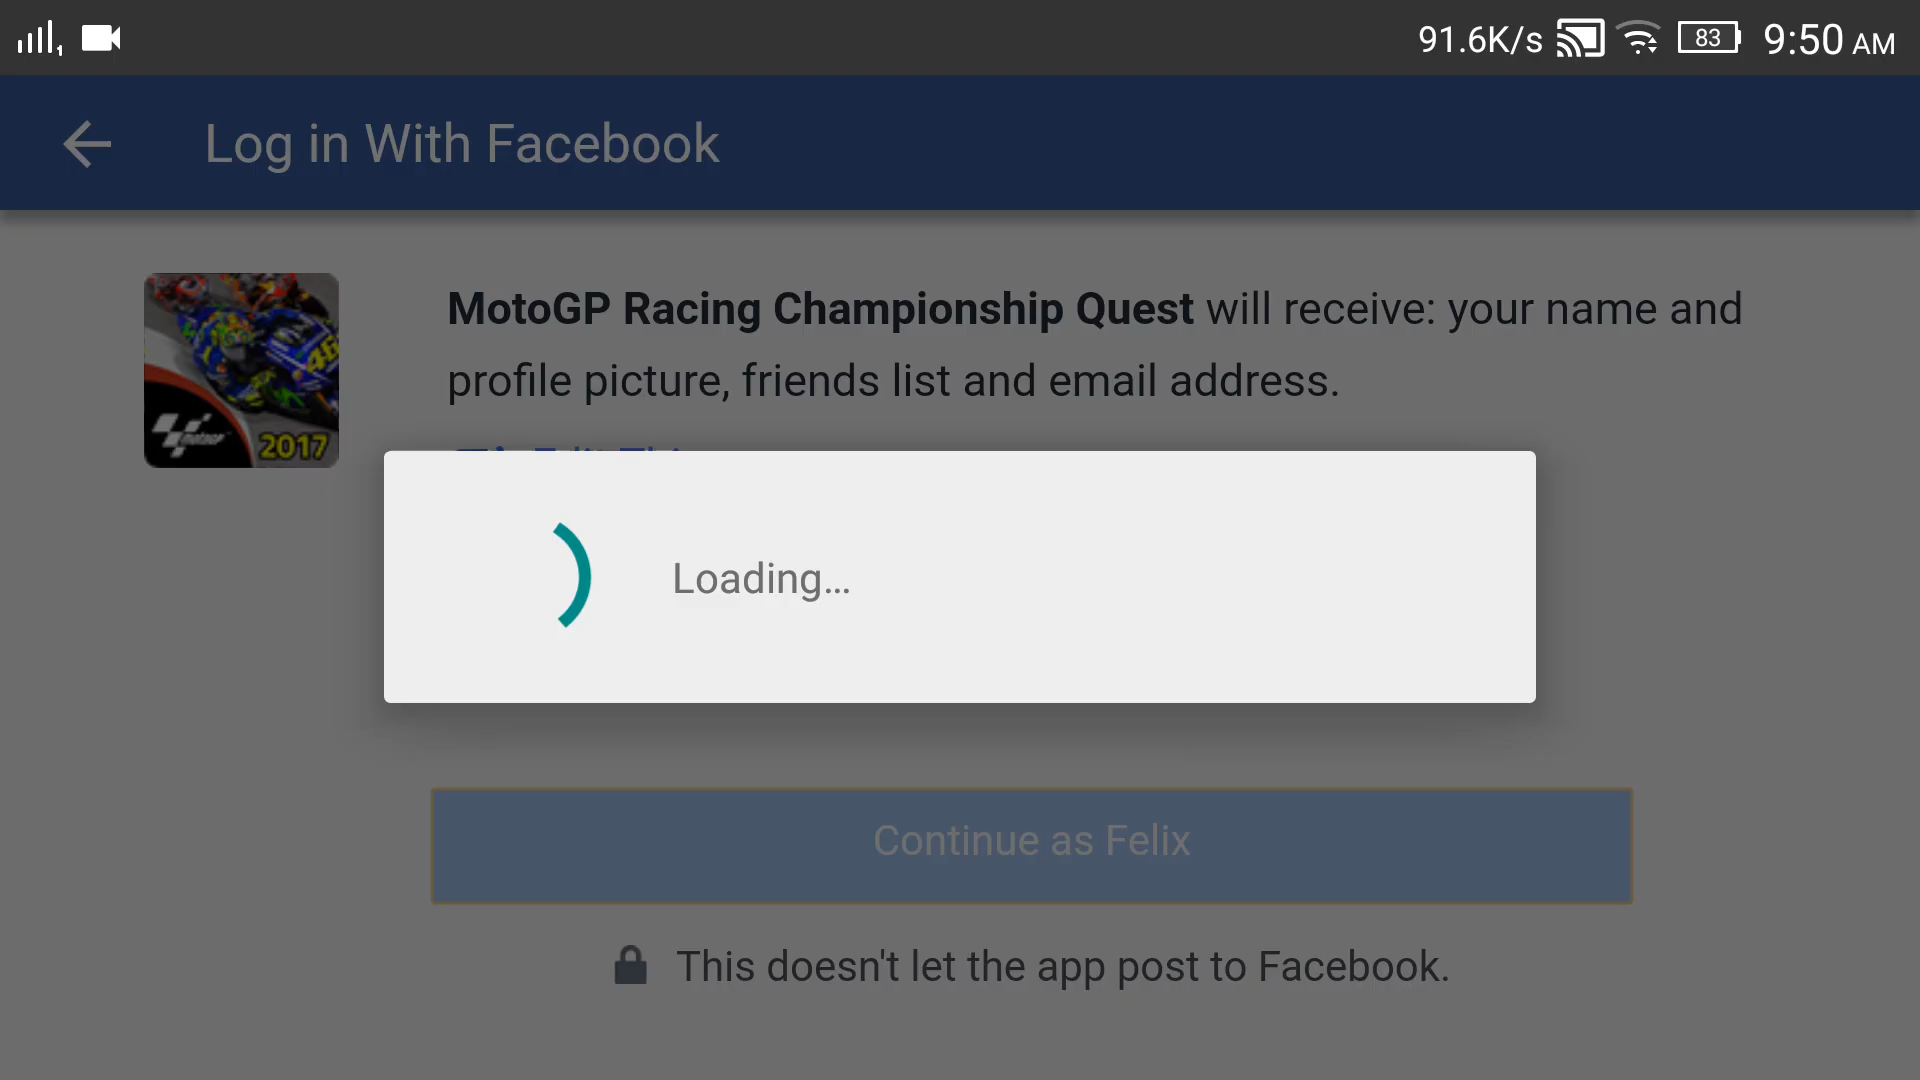 91.6K/s 83 9:50 AM
Log in With Facebook
MotoGP Racing Championship Quest will receive: your name and
profile picture, friends list and email address.
46
motoGP 2017
Loading...
Continue as Felix
This doesn't let the app post to Facebook.